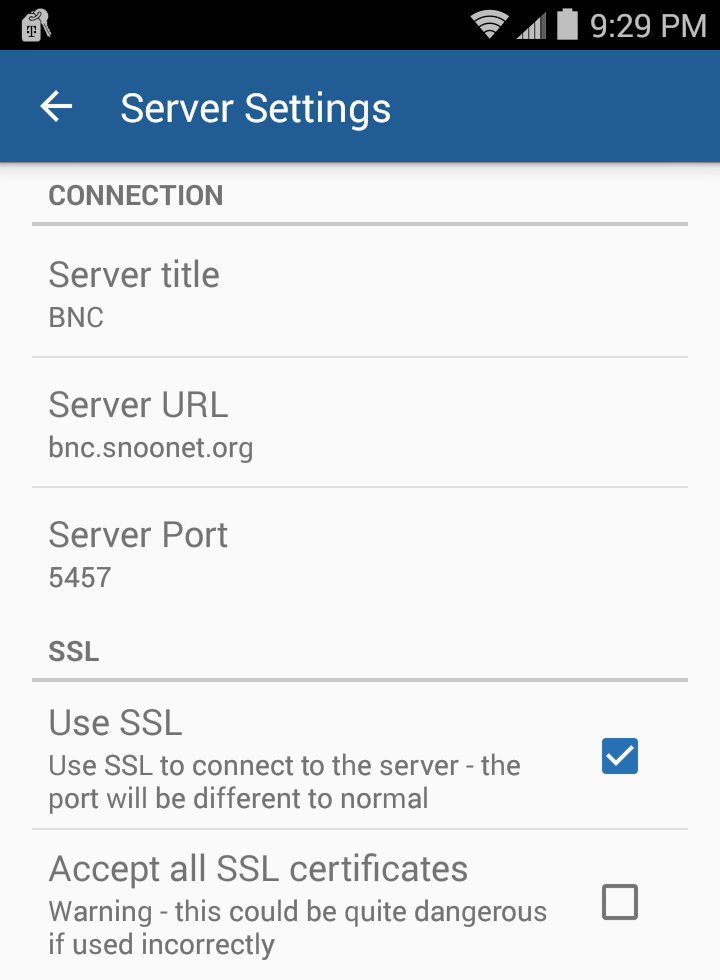 9:29 PM
Server Settings
CONNECTION
Server title
BNC
Server URL
bnc.snoonet.org
Server Port
5457
SSL
Use SSL
Use SSL to connect to the server - the
port will be different to normal
Accept all SSL certificates
Warning - this could be quite dangerous
if used incorrectly